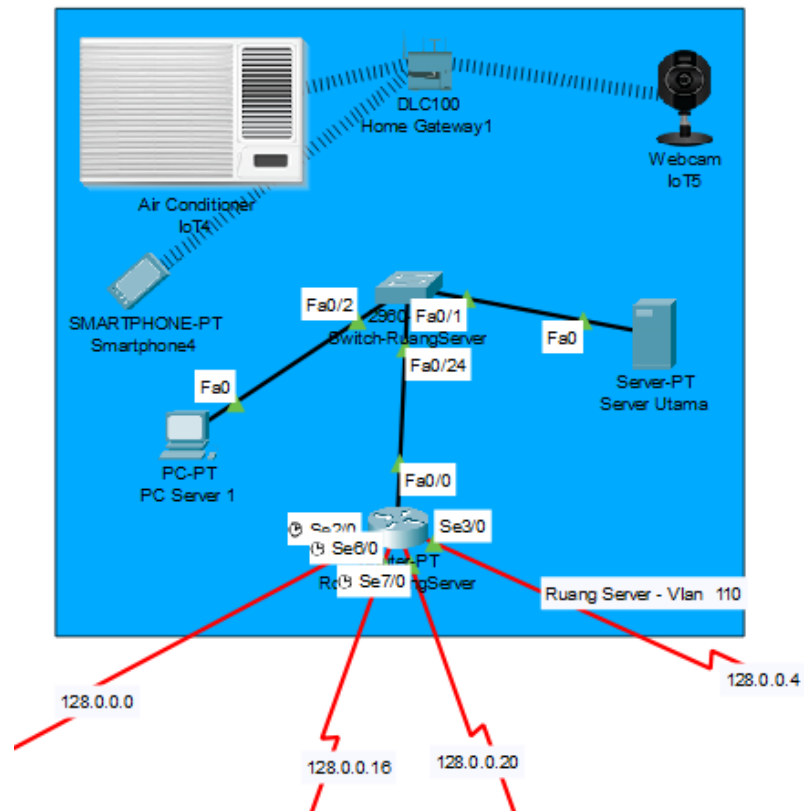 DLC100
Home Gateway1
Webcam
IoT5
Air Conditioner
IoT4
SMARTPHONE-PT
Smartphone4
Fa0/2
Fa0/1
Switch-RuangServer
Fa0/24
Fa0
Server-PT
Server Utama
Fa0
PC-PT
PC Server 1
Fa0/0
Se2/0
Se6/0
Se3/0
Se7/0
Ruang Server - Vlan 110
128.0.0.4
128.0.0.0
128.0.0.16
128.0.0.20